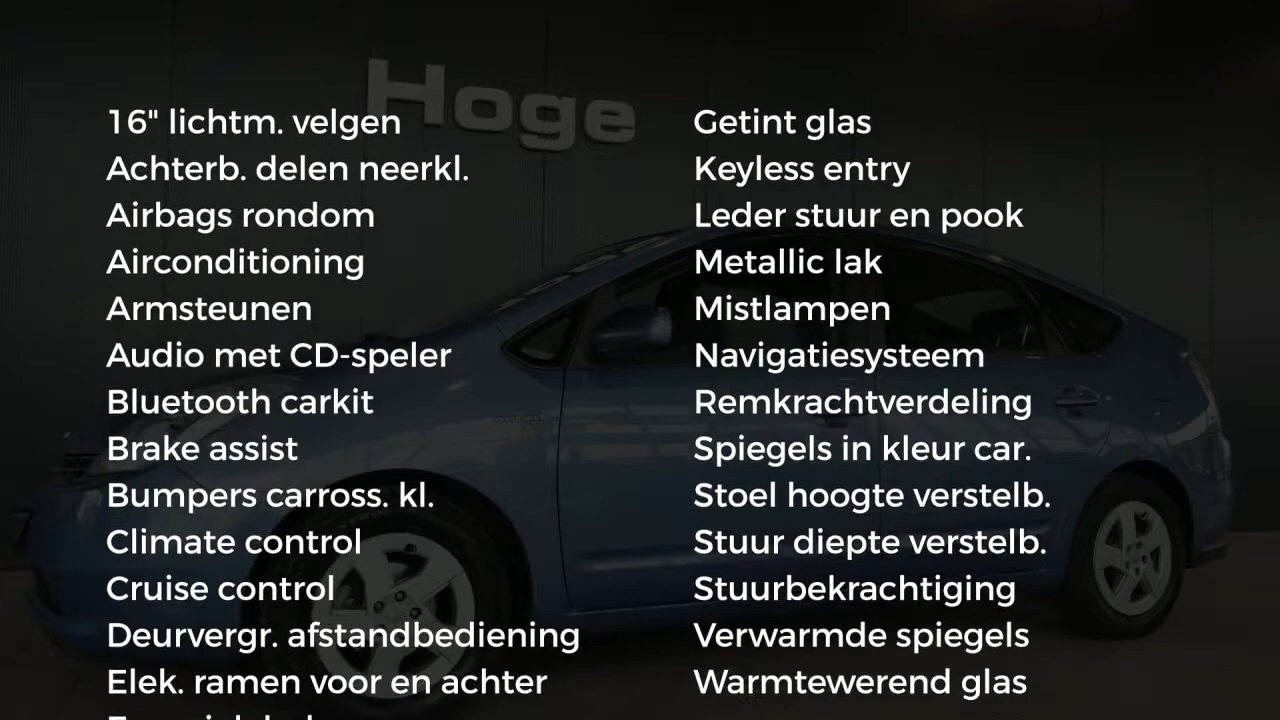 Hoge
16" lichtm. velgen
Achterb. delen neerkl.
Airbags rondom
Airconditioning
Armsteunen
Audio met CD-speler
Bluetooth carkit
Brake assist
Bumpers carross. kl.
Climate control
Cruise control
Deurvergr. afstandbediening
Elek. ramen voor en achter
Getint glas
Keyless entry
Leder stuur en pook
Metallic lak
Mistlampen
Navigatiesysteem
Remkrachtverdeling
Spiegels in kleur car.
Stoel hoogte verstelb.
Stuur diepte verstelb.
Stuurbekrachtiging
Verwarmde spiegels
Warmtewerend glas